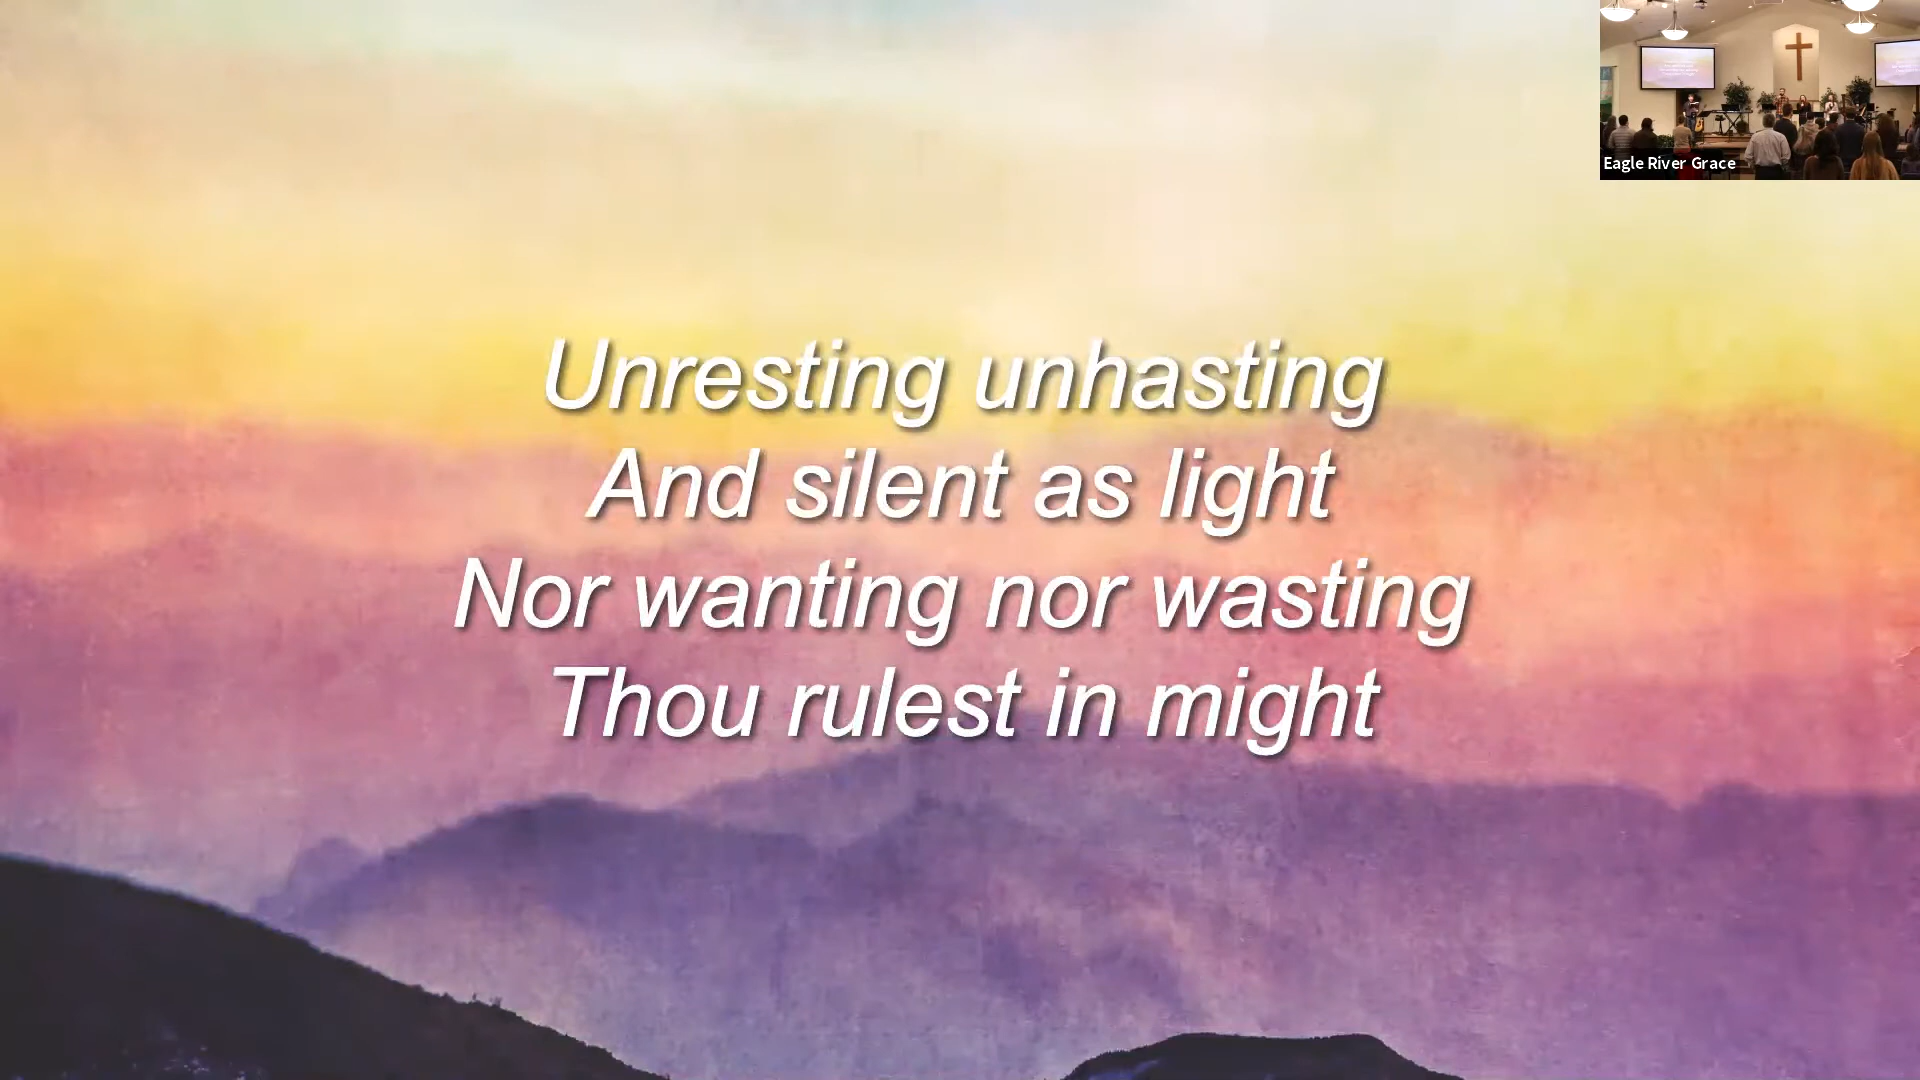 Eagle River Grace
Unresting unhasting
And silent as light
Nor wanting nor wasting
Thou rulest in might